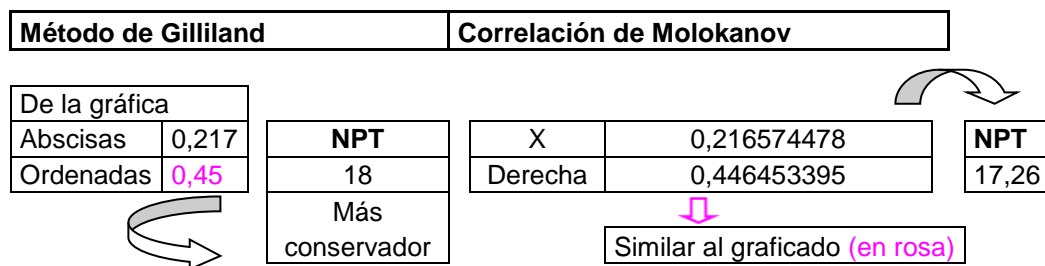 Método de Gilliland Correlación de Molokanov
De la gráfica
Abscisas 0,217 NPT X 0,216574478 NPT
Ordenadas 0,45 18 Derecha 0,446453395 17,26
Más
conservador Similar al graficado (en rosa)